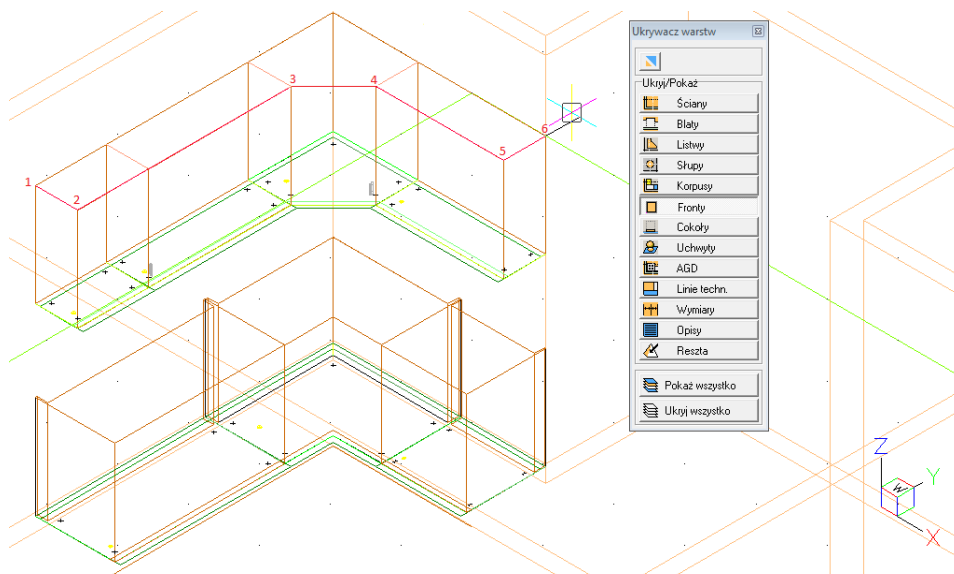 Ukrywacz warstw
Ukryj/Pokaż
Ściany
Blaty
Listwy
Słupy
Korpusy
Fronty
Cokoły
Uchwyty
AGD
Linie techn.
Wymiary
Opisy
Reszta
Pokaż wszystko
Ukryj wszystko
3 4
6
5
1
2
Z
Y
W
X